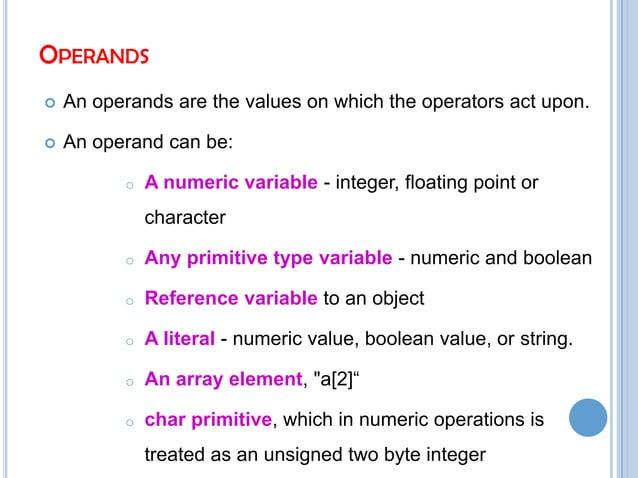 OPERANDS
An operands are the values on which the operators act upon.
An operand can be:
A numeric variable - integer, floating point or
character
Any primitive type variable - numeric and boolean
Reference variable to an object
A literal - numeric value, boolean value, or string.
An array element, "a[2]“
char primitive, which in numeric operations is
treated as an unsigned two byte integer